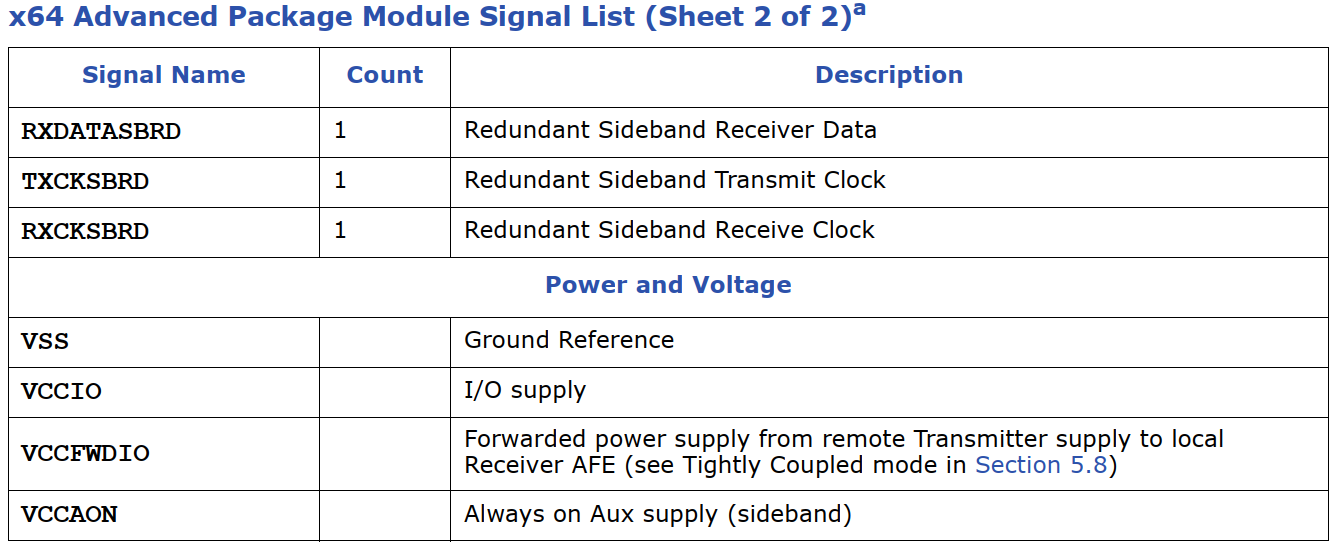 x64 Advanced Package Module Signal List (Sheet 2 of 2)a
Signal Name Count Description
RXDATASBRD 1 Redundant Sideband Receiver Data
TXCKSBRD 1 Redundant Sideband Transmit Clock
RXCKSBRD 1 Redundant Sideband Receive Clock
Power and Voltage
VSS Ground Reference
VCCIO I/O supply
VCCFWDIO Forwarded power supply from remote Transmitter supply to local
Receiver AFE (see Tightly Coupled mode in Section 5.8)
VCCAON Always on Aux supply (sideband)